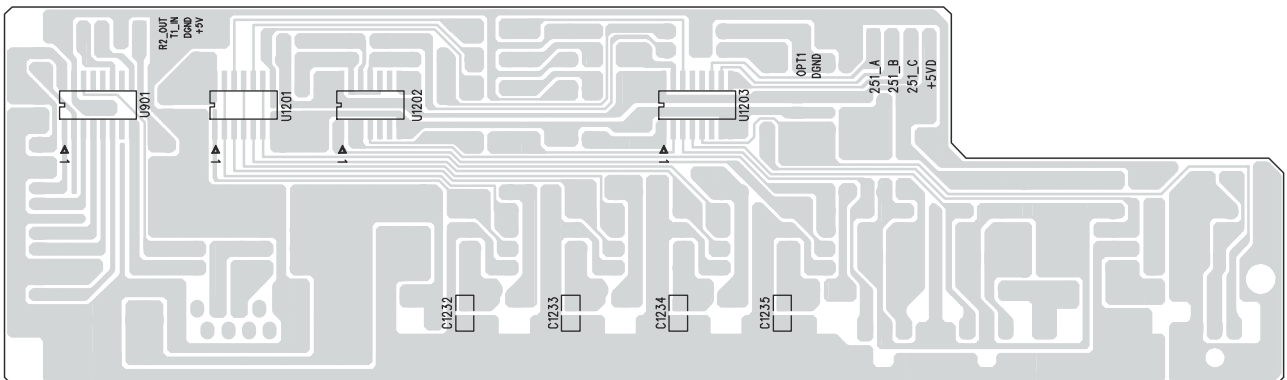 R2_OUT
T1_IN
DGND
+5V
OPT1
DGND
251_A
251_B
251_C
+5VD
U901
U1201
U1202
U1203
1
1
1
1
C1232
C1233
C1234
C1235